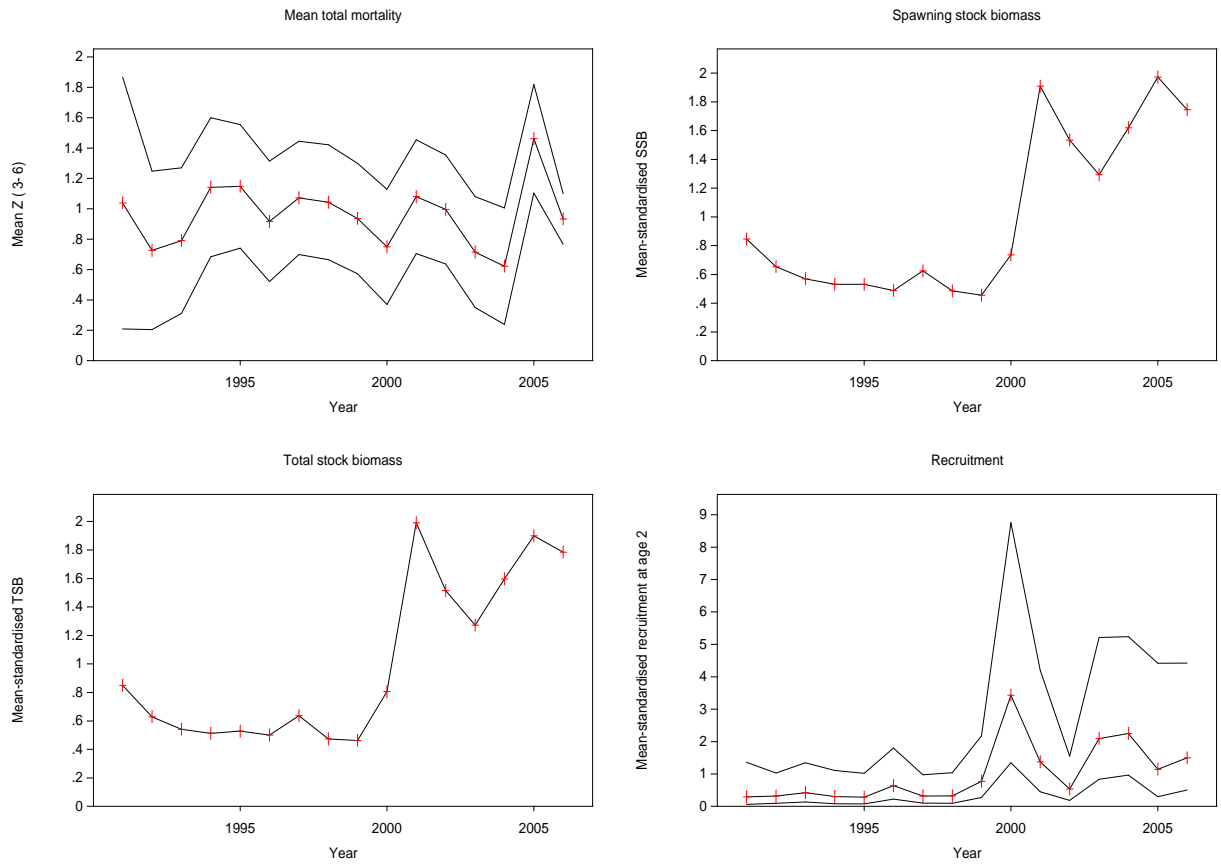 Mean total mortality
Mean Z ( 3- 6)
2
1.8
1.6
1.4
1.2
1
.8
.6
.4
.2
0
1995 2000 2005
Year
Spawning stock biomass
Mean-standardised SSB
2
1.8
1.6
1.4
1.2
1
.8
.6
.4
.2
0
1995 2000 2005
Year
Total stock biomass
Mean-standardised TSB
2
1.8
1.6
1.4
1.2
1
.8
.6
.4
.2
0
1995 2000 2005
Year
Recruitment
Mean-standardised recruitment at age 2
9
8
7
6
5
4
3
2
1
0
1995 2000 2005
Year